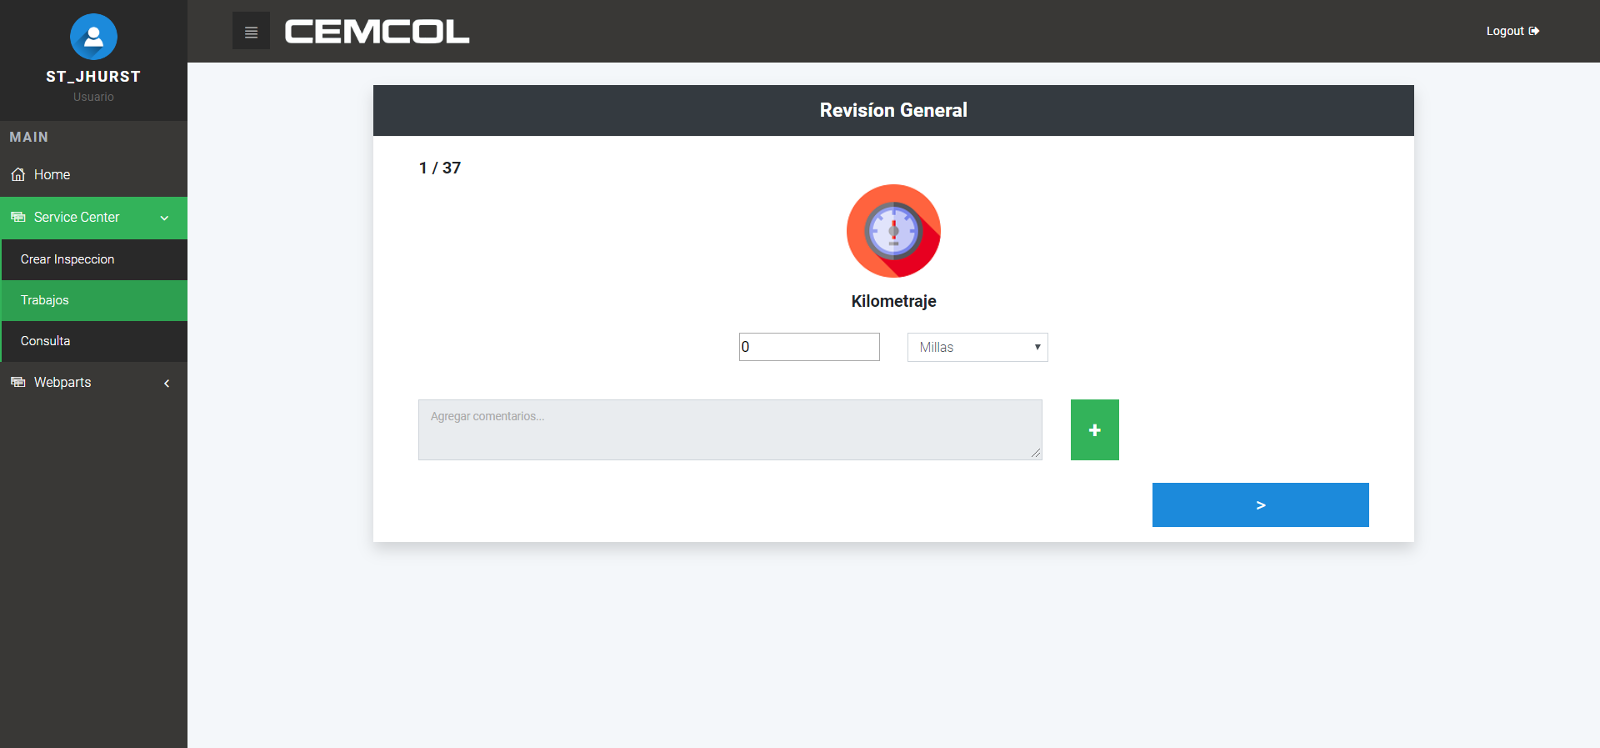 ST_JHURST
Usuario
MAIN
Home
Service Center
Crear Inspeccion
Trabajos
Consulta
Webparts
CEMCOL
Logout
Revisíon General
1 / 37
Kilometraje
0
Millas
Agregar comentarios...
+
>